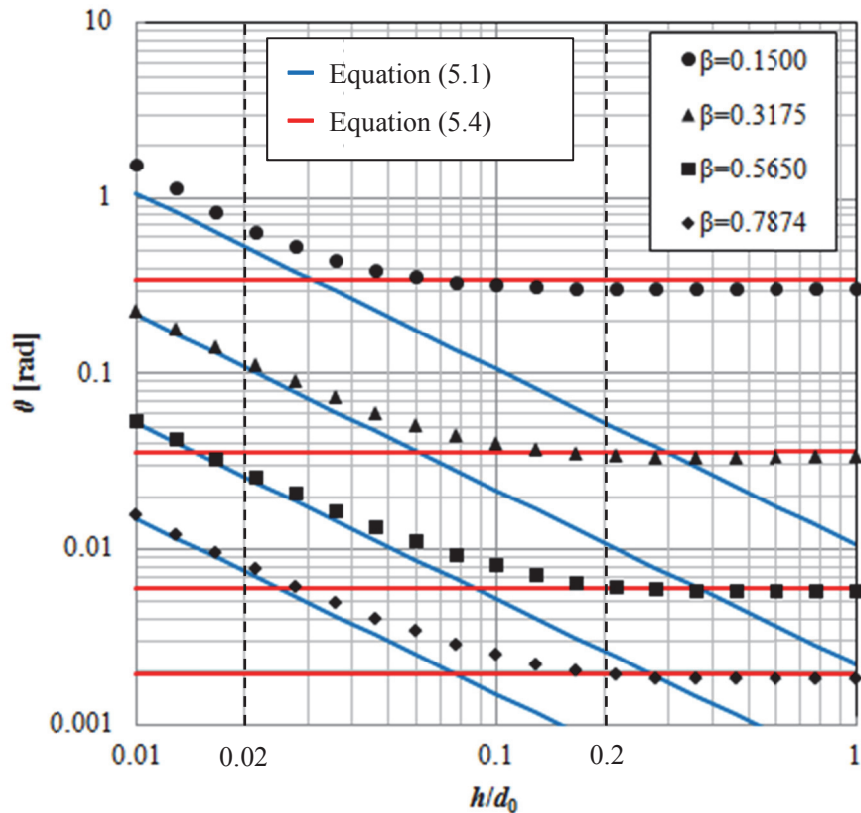 10
1
0.1
0.01
0.001
θ [rad]
Equation (5.1)
Equation (5.4)
β=0.1500
β=0.3175
β=0.5650
β=0.7874
0.01
0.02
0.1
0.2
1
h/d₀